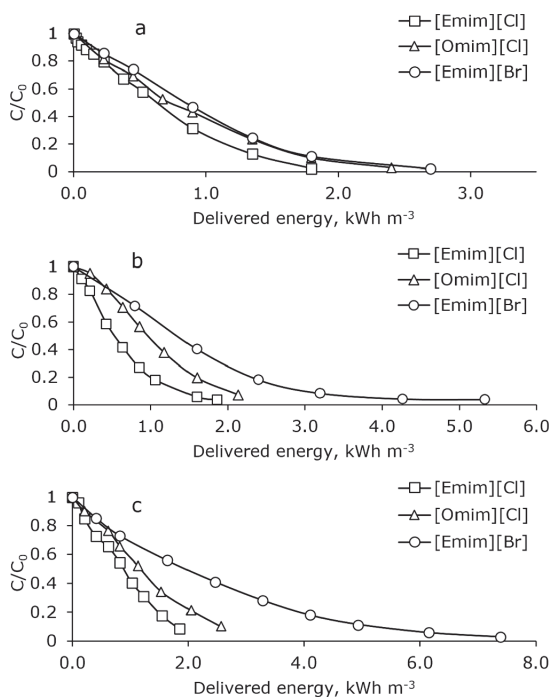 a
[Emim][Cl]
[Omim][Cl]
[Emim][Br]
C/C0
1
0.8
0.6
0.4
0.2
0
0.0 1.0 2.0 3.0
Delivered energy, kWh m-3
b
[Emim][Cl]
[Omim][Cl]
[Emim][Br]
C/C0
1
0.8
0.6
0.4
0.2
0
0.0 1.0 2.0 3.0 4.0 5.0 6.0
Delivered energy, kWh m-3
c
[Emim][Cl]
[Omim][Cl]
[Emim][Br]
C/C0
1
0.8
0.6
0.4
0.2
0
0.0 2.0 4.0 6.0 8.0
Delivered energy, kWh m-3